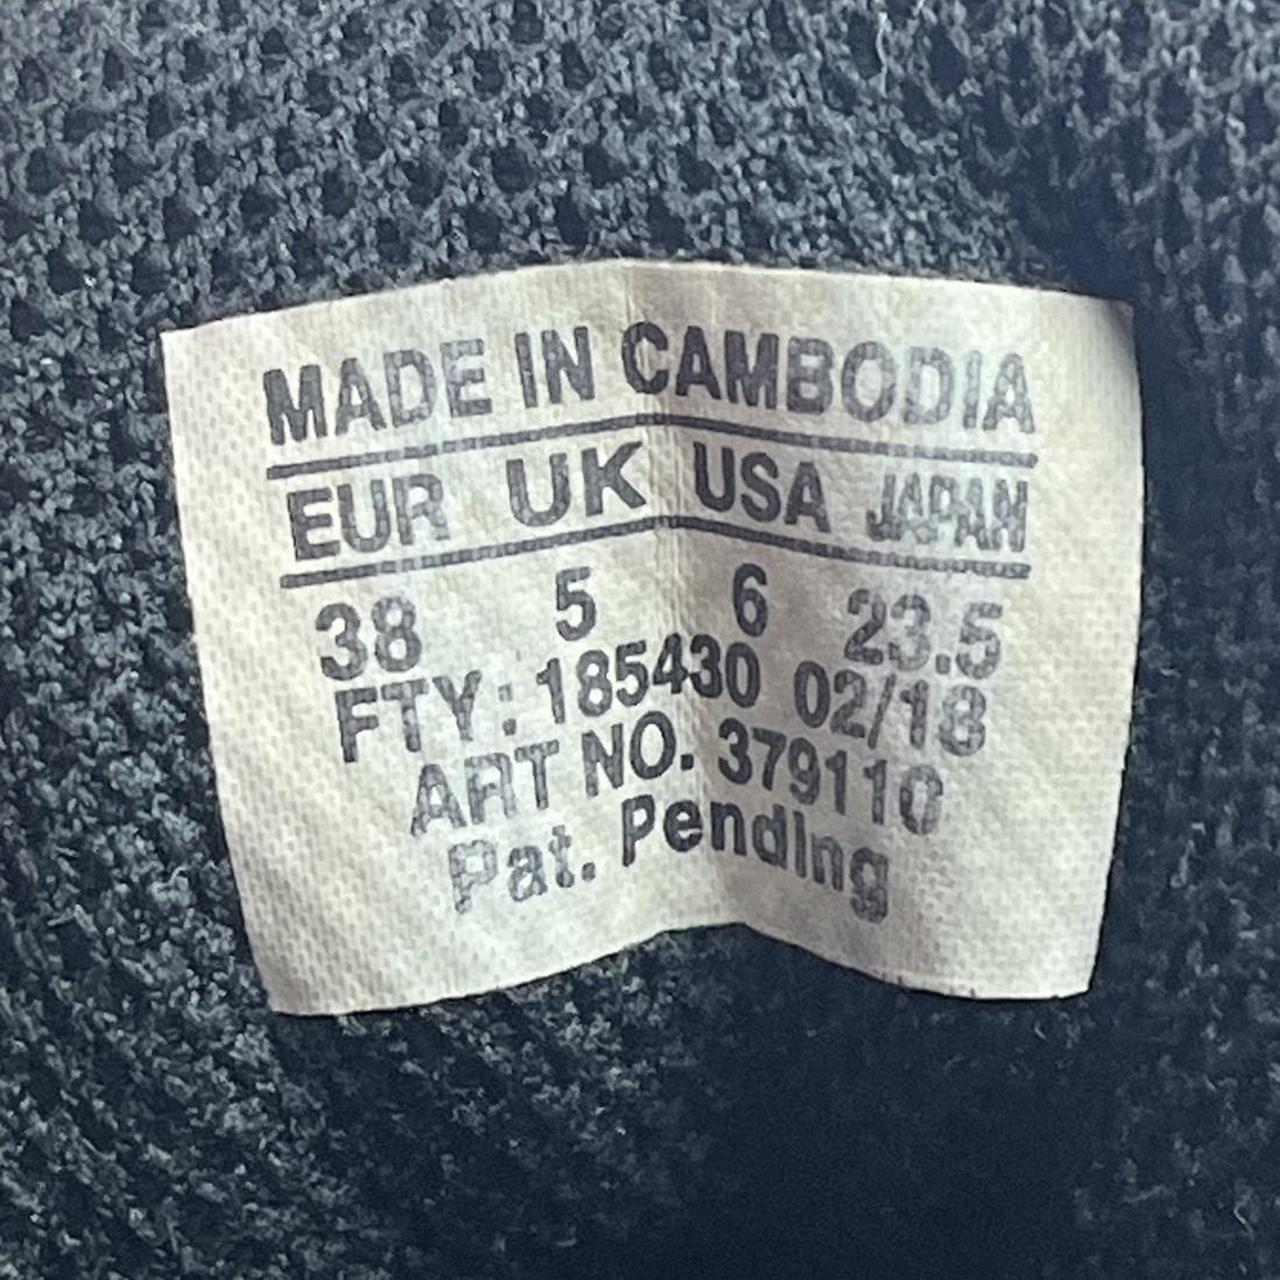 MADE IN CAMBODIA
EUR UK USA JAPAN
38 5 6 23.5
FTY: 185430 02/18
ART NO. 379110
Pat. Pending